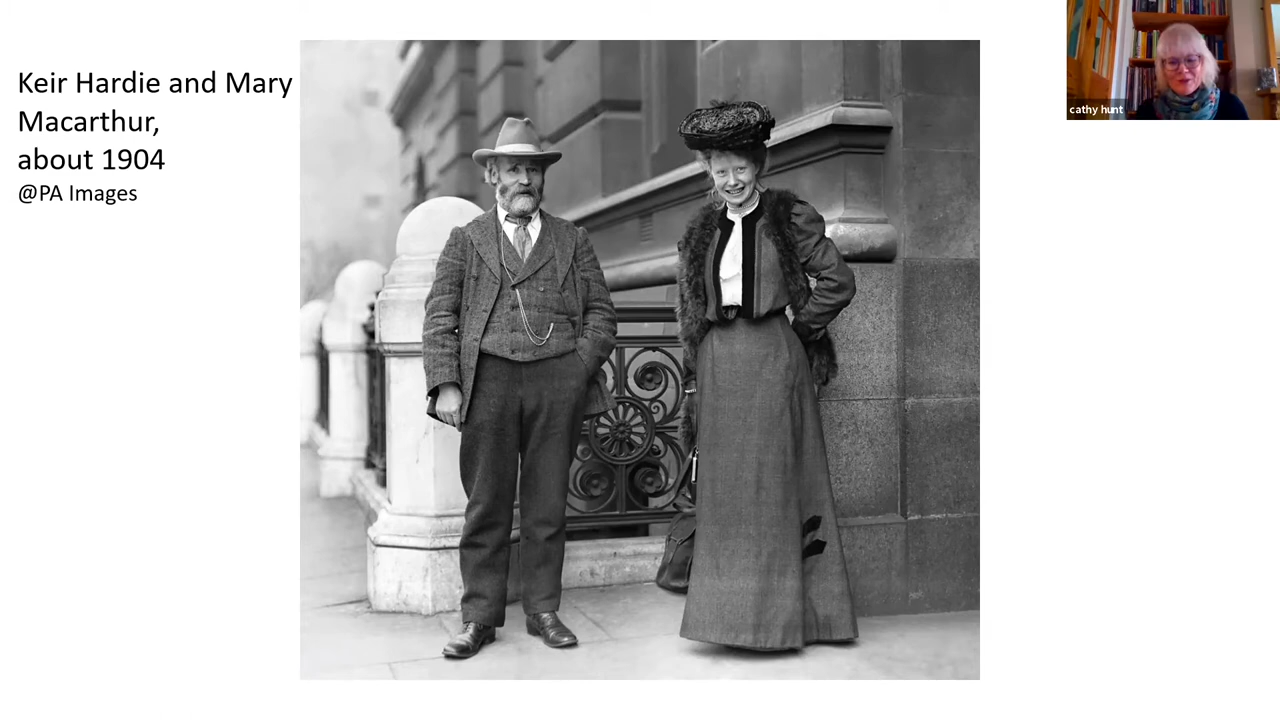 Keir Hardie and Mary
Macarthur,
about 1904
@PA Images
cathy hunt